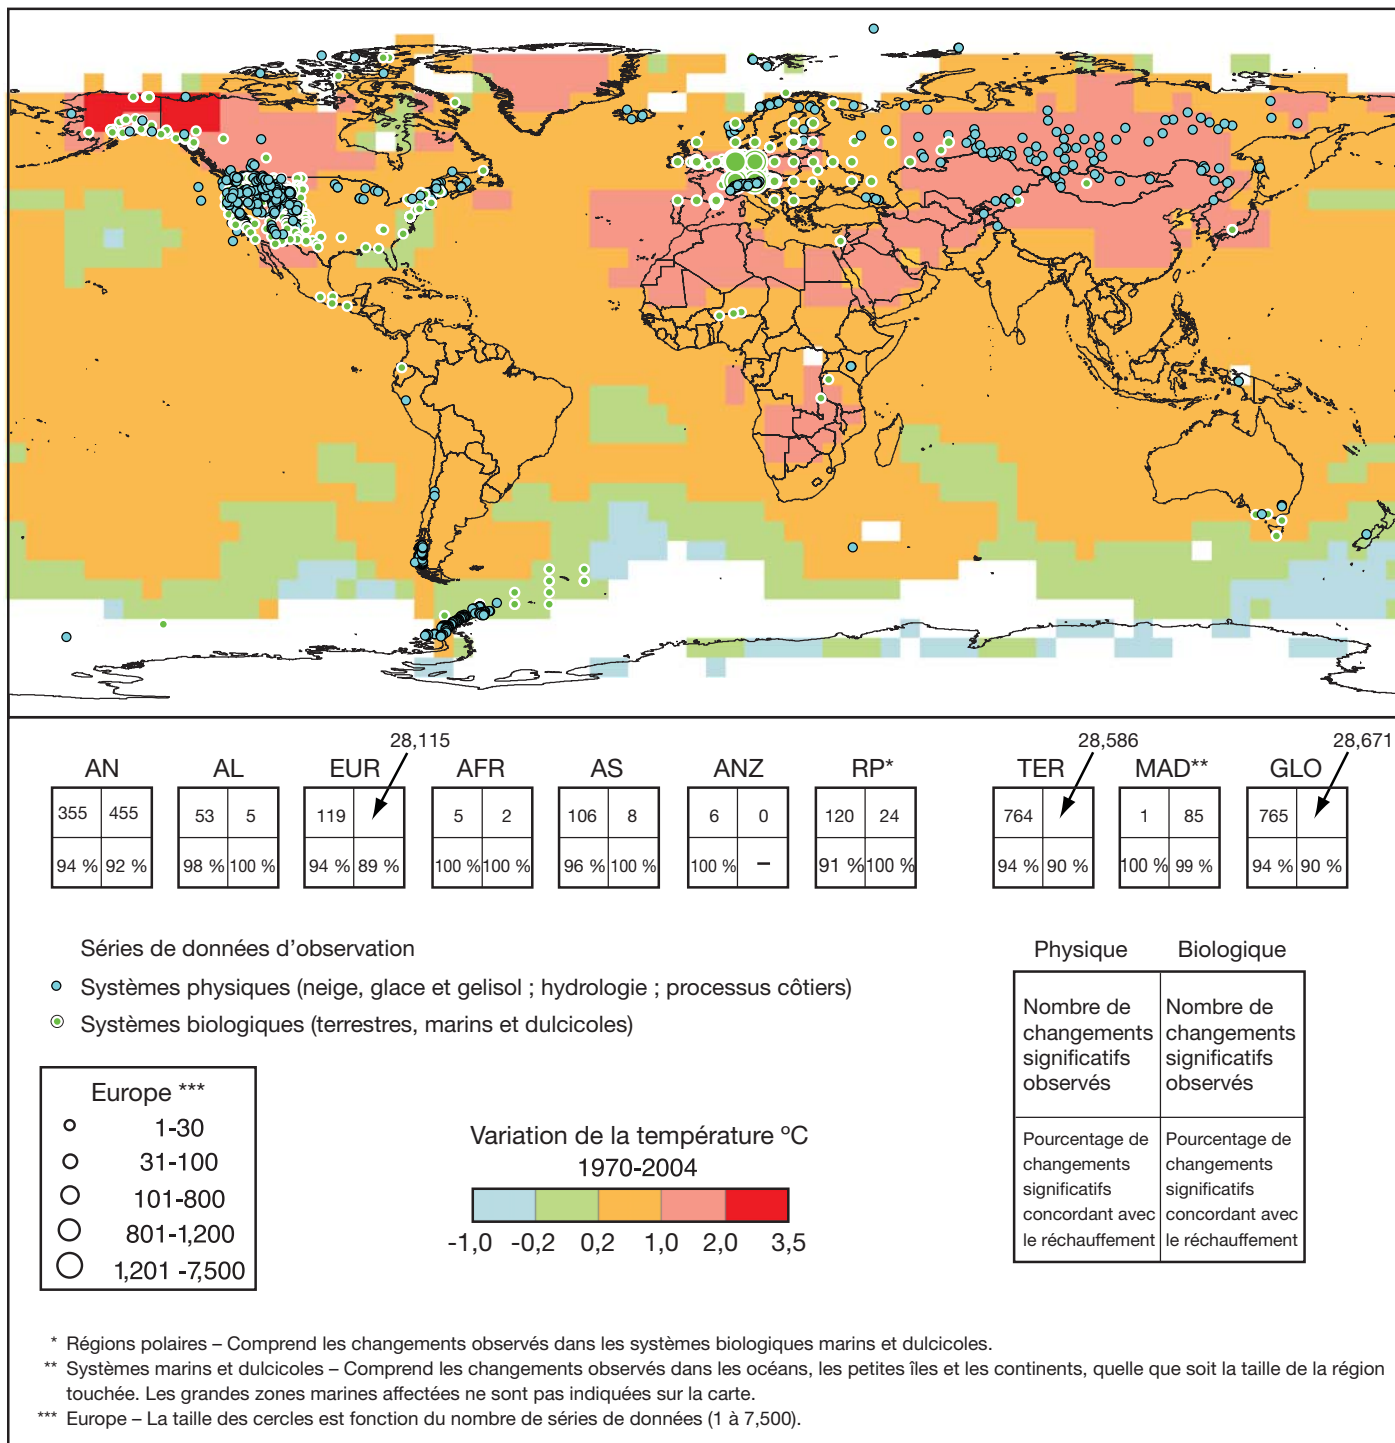 28,115
28,586
28,671
AN
AL
EUR
AFR
AS
ANZ
RP*
TER
MAD**
GLO
355 455
53 5
119
5 2
106 8
6 0
120 24
764
1 85
765
94 % 92 %
98 % 100 %
94 % 89 %
100 % 100 %
96 % 100 %
100 % –
91 % 100 %
94 % 90 %
100 % 99 %
94 % 90 %
Séries de données d'observation
Systèmes physiques (neige, glace et gelisol ; hydrologie ; processus côtiers)
Systèmes biologiques (terrestres, marins et dulcicoles)
Europe ***
1-30
31-100
101-800
801-1,200
1,201 -7,500
Variation de la température ºC
1970-2004
-1,0 -0,2 0,2 1,0 2,0 3,5
Physique
Biologique
Nombre de
changements
significatifs
observés
Nombre de
changements
significatifs
observés
Pourcentage de
changements
significatifs
concordant avec
le réchauffement
Pourcentage de
changements
significatifs
concordant avec
le réchauffement
* Régions polaires – Comprend les changements observés dans les systèmes biologiques marins et dulcicoles.
** Systèmes marins et dulcicoles – Comprend les changements observés dans les océans, les petites îles et les continents, quelle que soit la taille de la région
touchée. Les grandes zones marines affectées ne sont pas indiquées sur la carte.
*** Europe – La taille des cercles est fonction du nombre de séries de données (1 à 7,500).